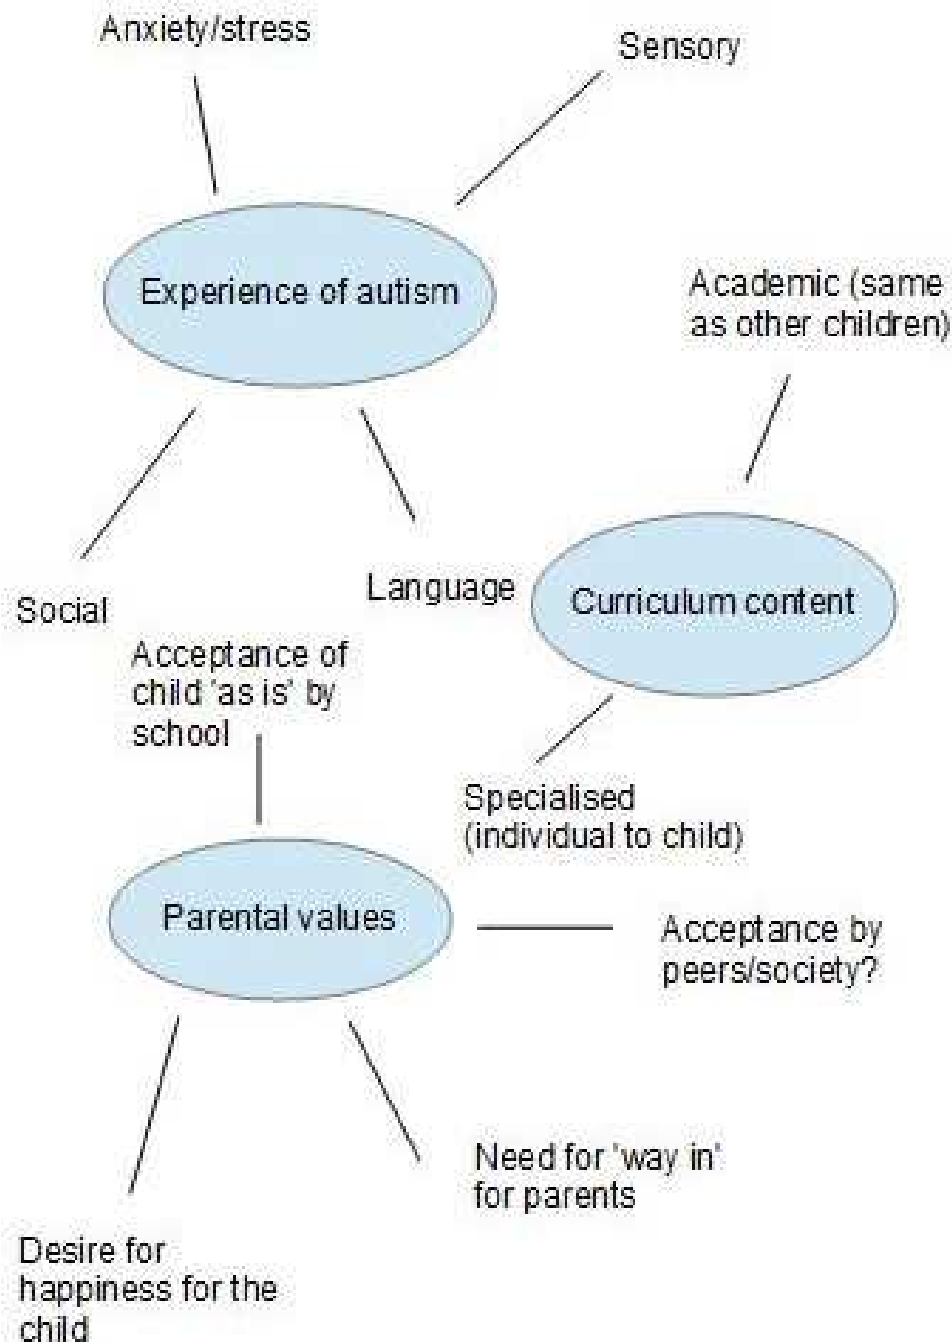 Anxiety/stress
Sensory
Experience of autism
Academic (same
as other children)
Social
Language
Curriculum content
Acceptance of
child 'as is' by
school
Specialised
(individual to child)
Parental values
Acceptance by
peers/society?
Need for 'way in'
for parents
Desire for
happiness for the
child